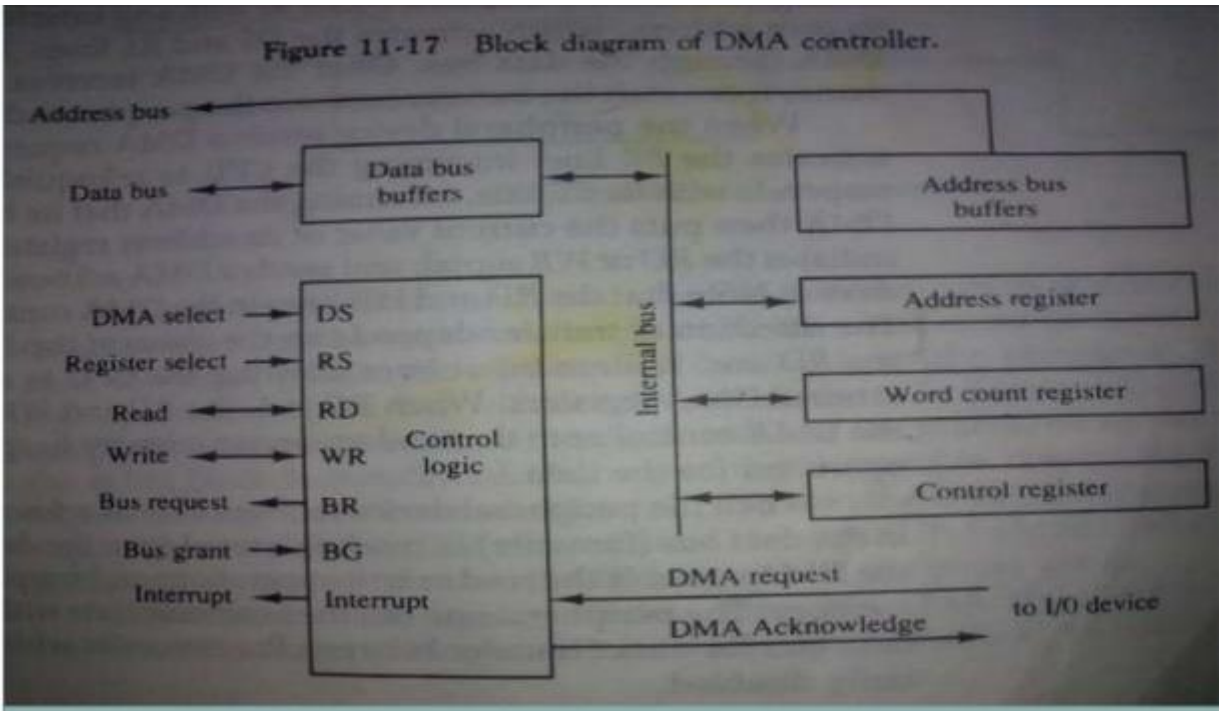 Figure 11-17 Block diagram of DMA controller.
Address bus
Data bus
Data bus
buffers
Address bus
buffers
Internal bus
DMA select
DS
Address register
Register select
RS
Read
RD
Word count register
Write
WR
Control
logic
Bus request
BR
Control register
Bus grant
BG
DMA request
Interrupt
Interrupt
to I/O device
DMA Acknowledge